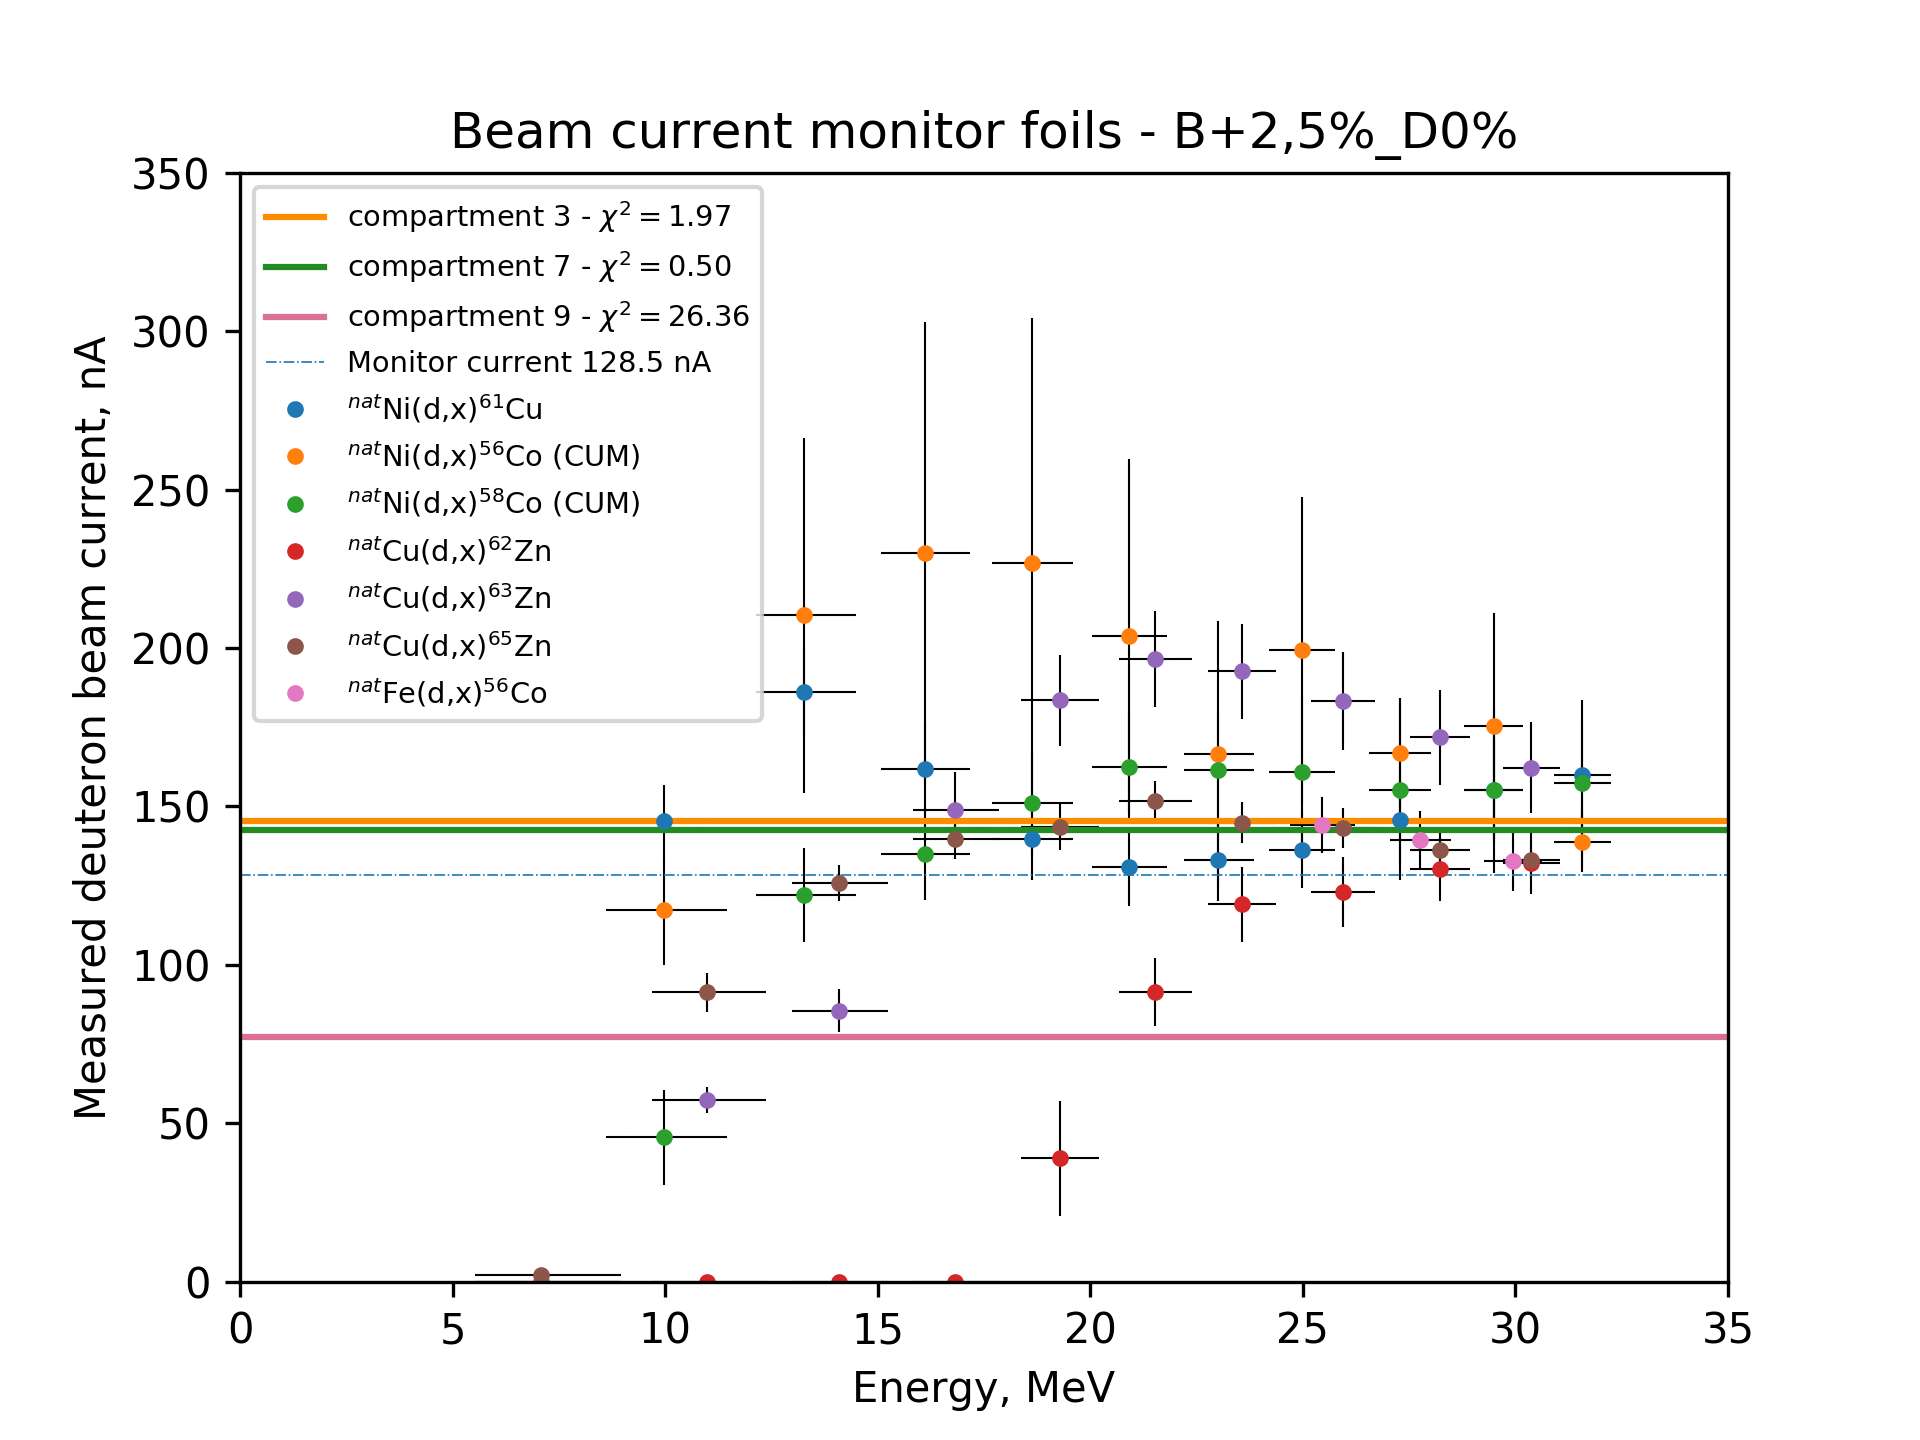 Beam current monitor foils - B+2,5%_D0%
350
300
250
200
150
100
50
0
Measured deuteron beam current, nA
compartment 3 - χ² = 1.97
compartment 7 - χ² = 0.50
compartment 9 - χ² = 26.36
Monitor current 128.5 nA
ⁿᵃᵗNi(d,x)⁶¹Cu
ⁿᵃᵗNi(d,x)⁵⁶Co (CUM)
ⁿᵃᵗNi(d,x)⁵⁸Co (CUM)
ⁿᵃᵗCu(d,x)⁶²Zn
ⁿᵃᵗCu(d,x)⁶³Zn
ⁿᵃᵗCu(d,x)⁶⁵Zn
ⁿᵃᵗFe(d,x)⁵⁶Co
0 5 10 15 20 25 30 35
Energy, MeV